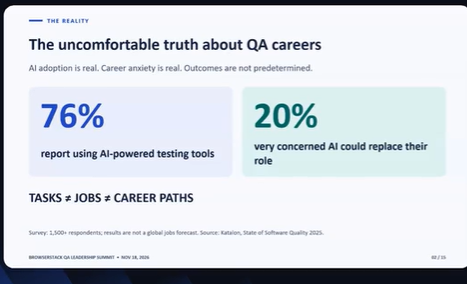 THE REALITY
The uncomfortable truth about QA careers
AI adoption is real. Career anxiety is real. Outcomes are not predetermined.
76%
report using AI-powered testing tools
20%
very concerned AI could replace their
role
TASKS ≠ JOBS ≠ CAREER PATHS
Survey: 1,500+ respondents; results are not a global jobs forecast. Source: Katalon, State of Software Quality 2025.
BROWSERSTACK QA LEADERSHIP SUMMIT • NOV 18, 2026